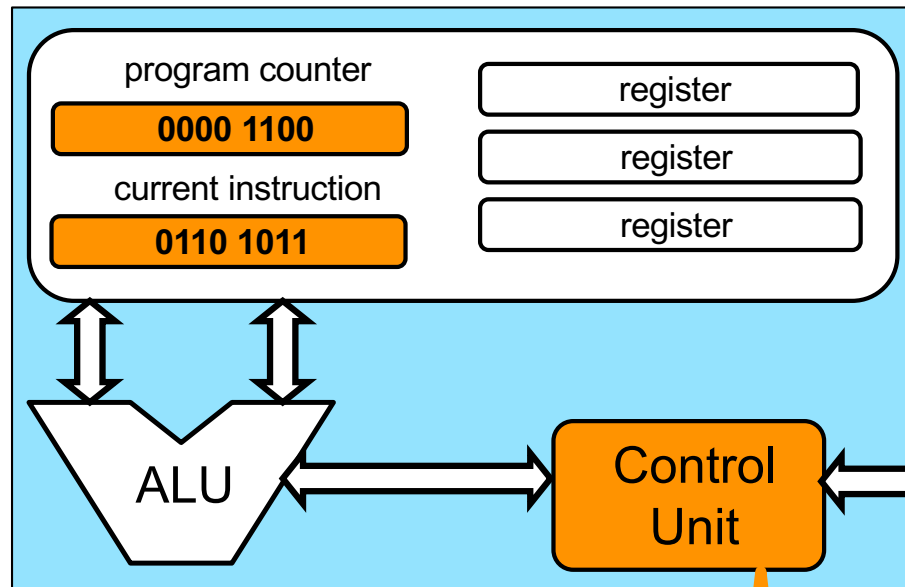 program counter
0000 1100
current instruction
0110 1011
register
register
register
ALU
Control
Unit